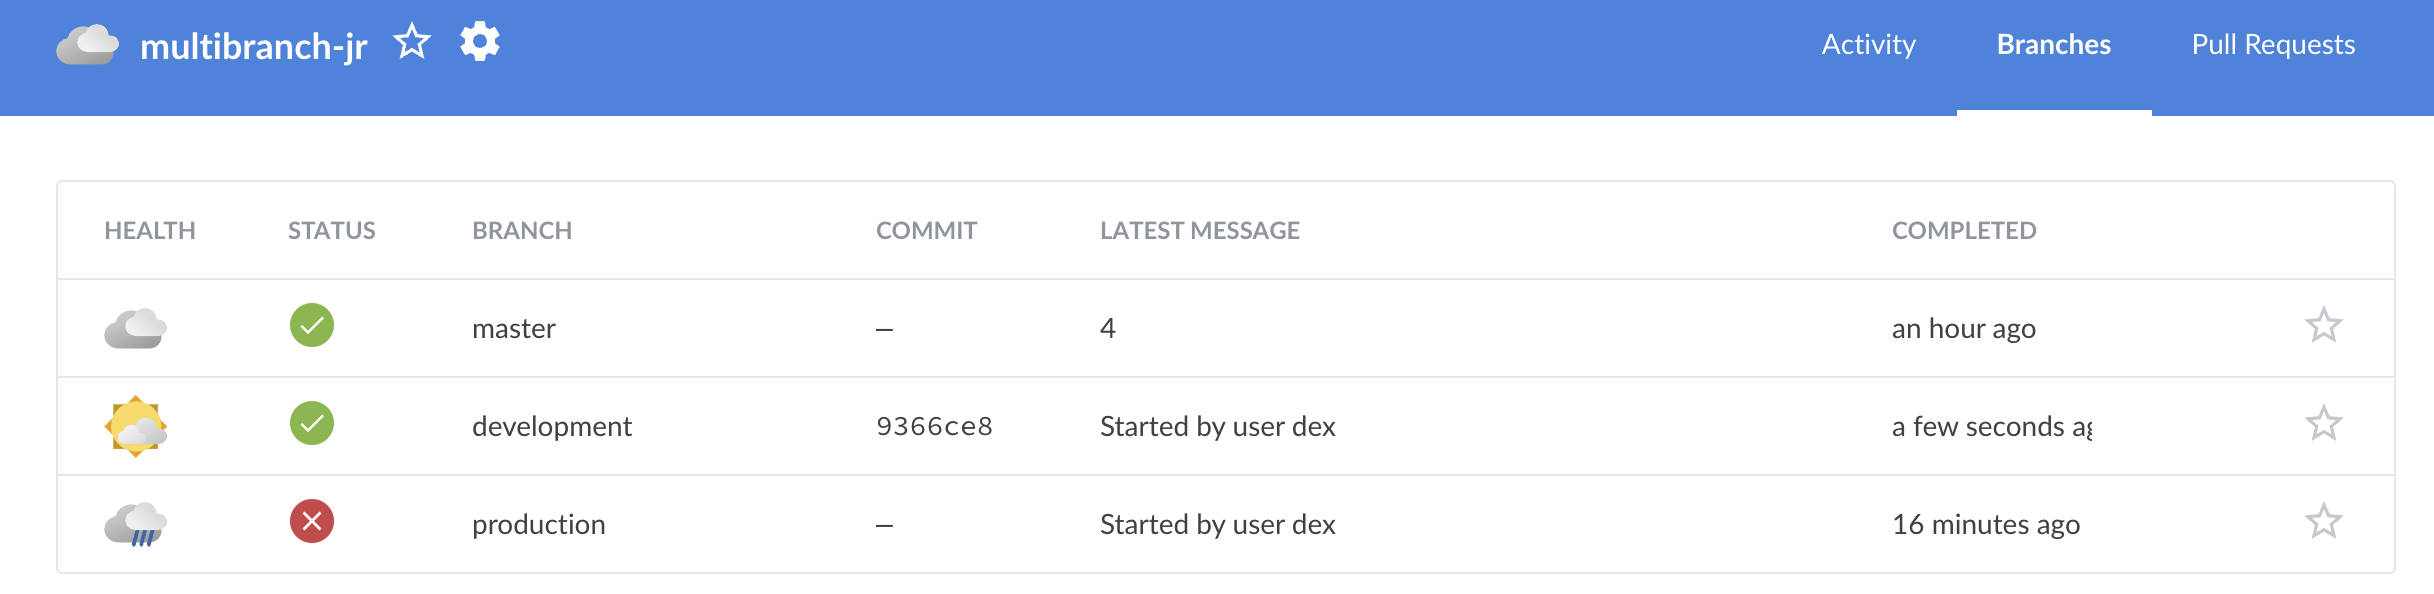 multibranch-jr Activity Branches Pull Requests
HEALTH STATUS BRANCH COMMIT LATEST MESSAGE COMPLETED
master — 4 an hour ago
development 9366ce8 Started by user dex a few seconds ag
production — Started by user dex 16 minutes ago